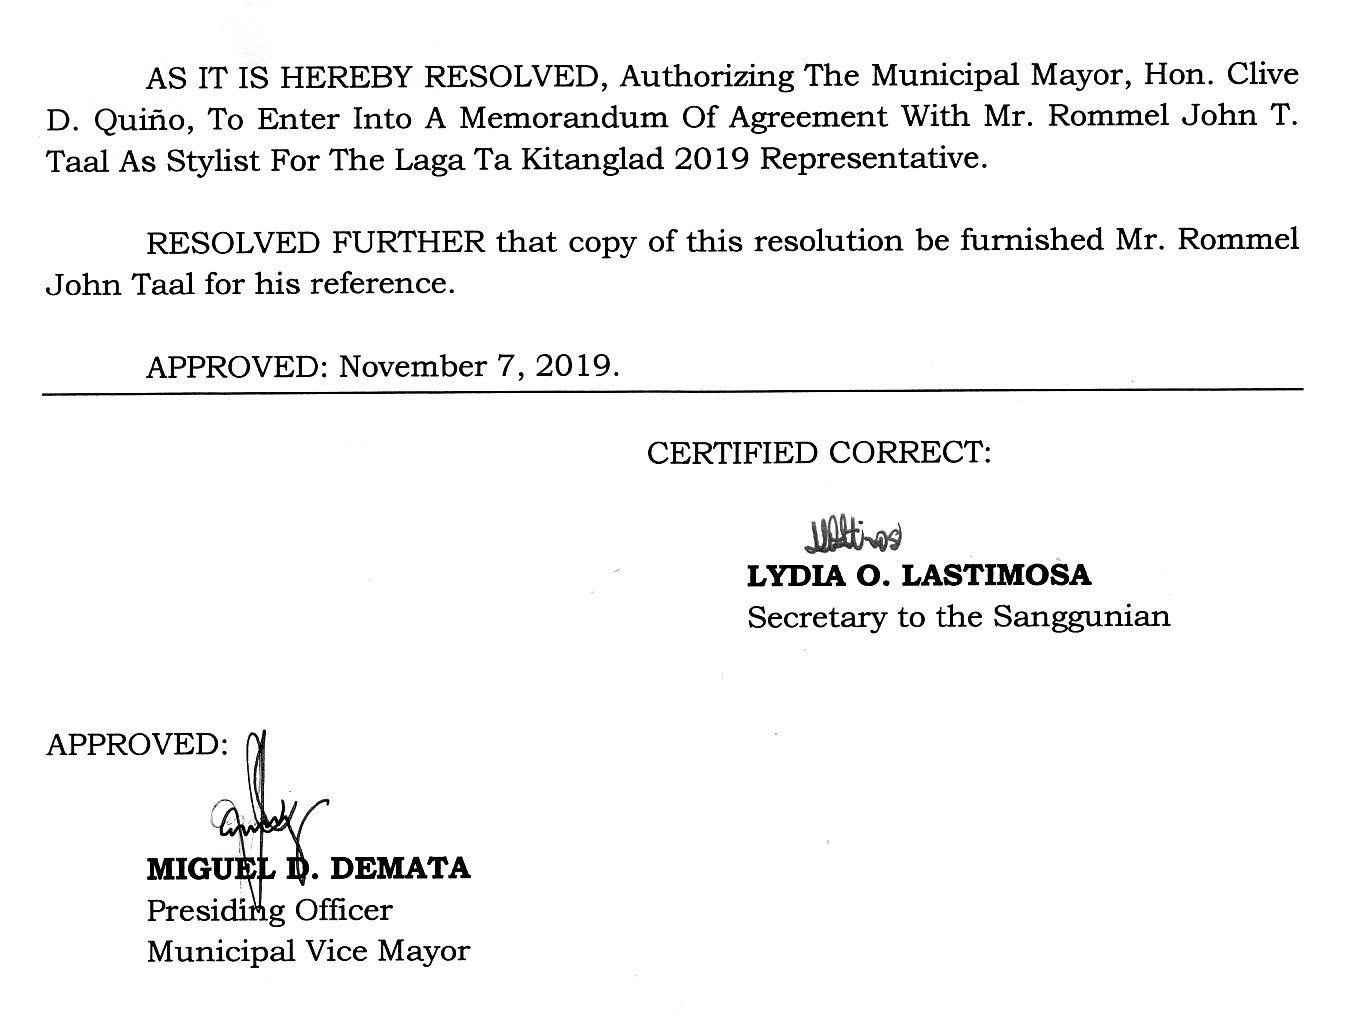 AS IT IS HEREBY RESOLVED, Authorizing The Municipal Mayor, Hon. Clive
D. Quiño, To Enter Into A Memorandum Of Agreement With Mr. Rommel John T.
Taal As Stylist For The Laga Ta Kitanglad 2019 Representative.
RESOLVED FURTHER that copy of this resolution be furnished Mr. Rommel
John Taal for his reference.
APPROVED: November 7, 2019.
CERTIFIED CORRECT:
LYDIA O. LASTIMOSA
Secretary to the Sanggunian
APPROVED:
MIGUEL D. DEMATA
Presiding Officer
Municipal Vice Mayor